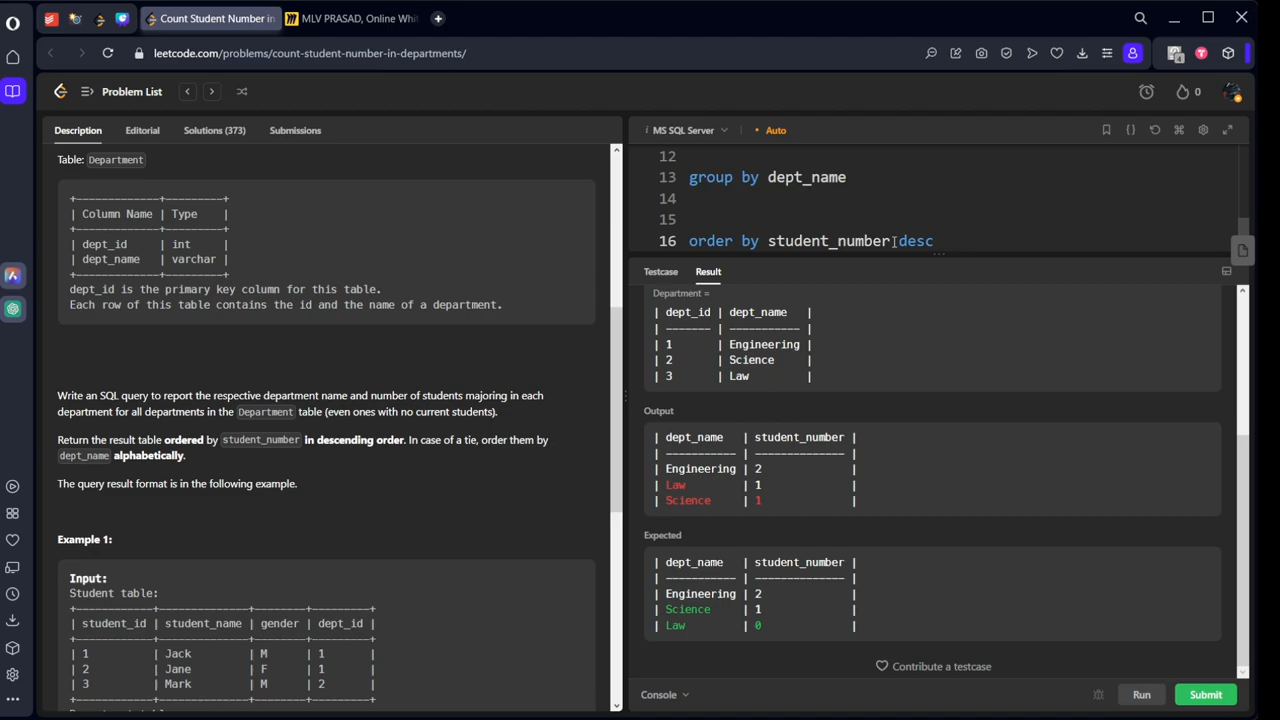 Count Student Number in
MLV PRASAD, Online Whi
leetcode.com/problems/count-student-number-in-departments/
4
Problem List
0
Description
Editorial
Solutions (373)
Submissions
Table: Department
+-------------+---------+
| Column Name | Type    |
+-------------+---------+
| dept_id     | int     |
| dept_name   | varchar |
+-------------+---------+
dept_id is the primary key column for this table.
Each row of this table contains the id and the name of a department.
Write an SQL query to report the respective department name and number of students majoring in each
department for all departments in the Department table (even ones with no current students).
Return the result table ordered by student_number in descending order. In case of a tie, order them by
dept_name alphabetically.
The query result format is in the following example.
Example 1:
Input:
Student table:
+------------+--------------+--------+---------+
| student_id | student_name | gender | dept_id |
+------------+--------------+--------+---------+
| 1          | Jack         | M      | 1       |
| 2          | Jane         | F      | 1       |
| 3          | Mark         | M      | 2       |
+------------+--------------+--------+---------+
MS SQL Server
• Auto
12
13 group by dept_name
14
15
16 order by student_number desc
Testcase
Result
Department =
| dept_id | dept_name   |
| ------- | ----------- |
| 1       | Engineering |
| 2       | Science     |
| 3       | Law         |
Output
| dept_name   | student_number |
| ----------- | -------------- |
| Engineering | 2              |
| Law         | 1              |
| Science     | 1              |
Expected
| dept_name   | student_number |
| ----------- | -------------- |
| Engineering | 2              |
| Science     | 1              |
| Law         | 0              |
Contribute a testcase
Console
Run
Submit